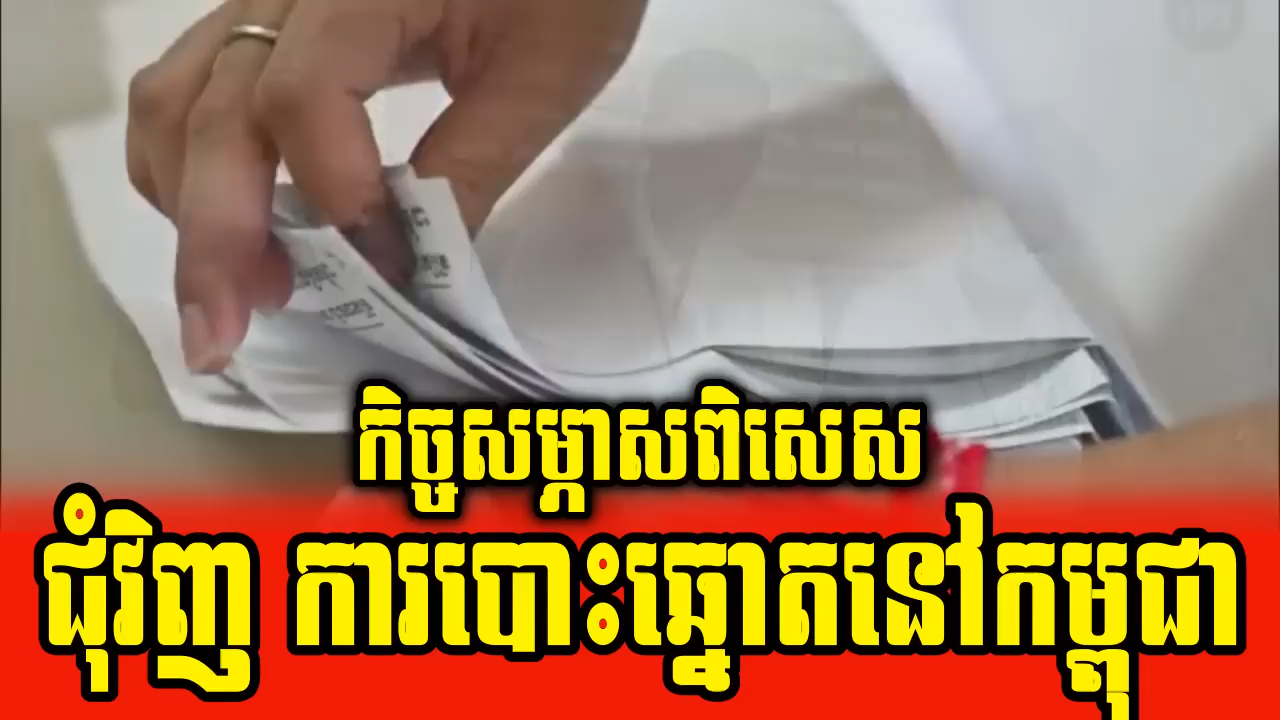 កិច្ចសម្ភាសពិសេស
ជុំវិញ ការបោះឆ្នោតនៅកម្ពុជា